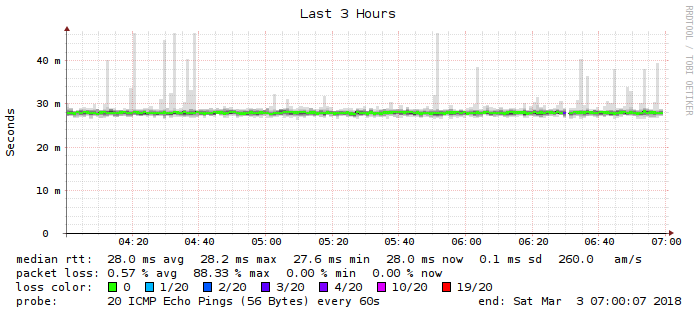 Last 3 Hours
RRDTOOL / TOBI OETIKER
Seconds
40 m
30 m
20 m
10 m
0
04:20 04:40 05:00 05:20 05:40 06:00 06:20 06:40 07:00
median rtt: 28.0 ms avg 28.2 ms max 27.6 ms min 28.0 ms now 0.1 ms sd 260.0 am/s
packet loss: 0.57 % avg 88.33 % max 0.00 % min 0.00 % now
loss color: 0 1/20 2/20 3/20 4/20 10/20 19/20
probe: 20 ICMP Echo Pings (56 Bytes) every 60s end: Sat Mar 3 07:00:07 2018